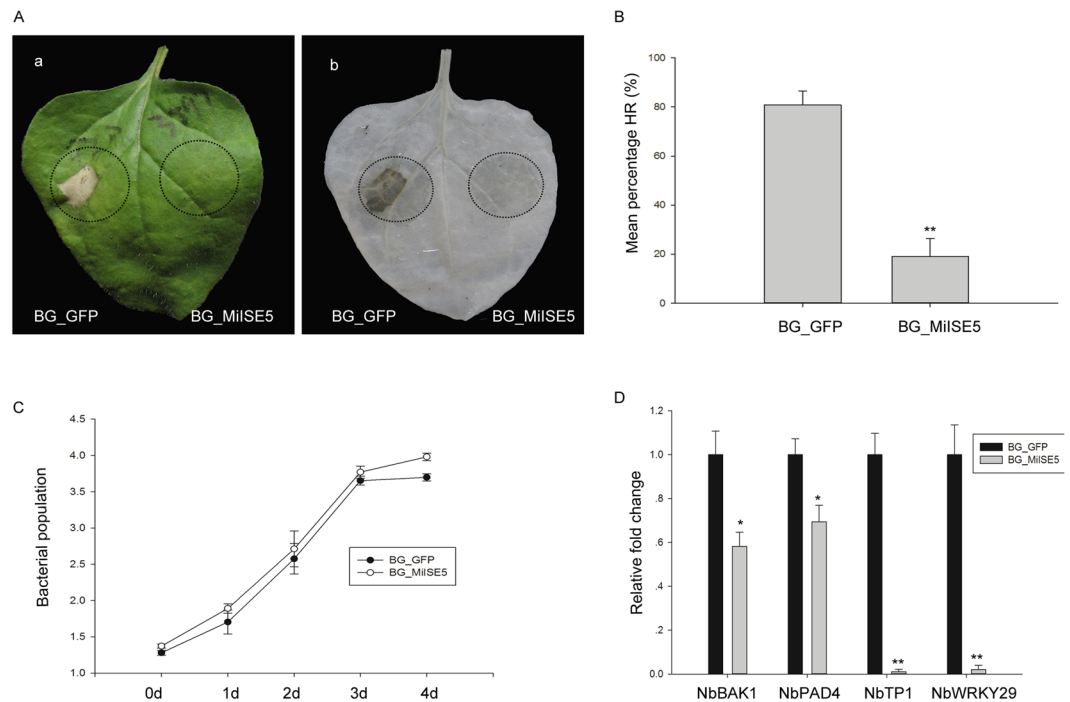 A
a
BG_GFP
BG_MiISE5
b
BG_GFP
BG_MiISE5
B
Mean percentage HR (%)
100
80
60
40
20
0
**
BG_GFP
BG_MiISE5
C
Bacterial population
4.5
4.0
3.5
3.0
2.5
2.0
1.5
1.0
BG_GFP
BG_MiISE5
0d 1d 2d 3d 4d
D
Relative fold change
1.2
1.0
.8
.6
.4
.2
0.0
BG_GFP
BG_MiISE5
*
*
**
**
NbBAK1 NbPAD4 NbTP1 NbWRKY29